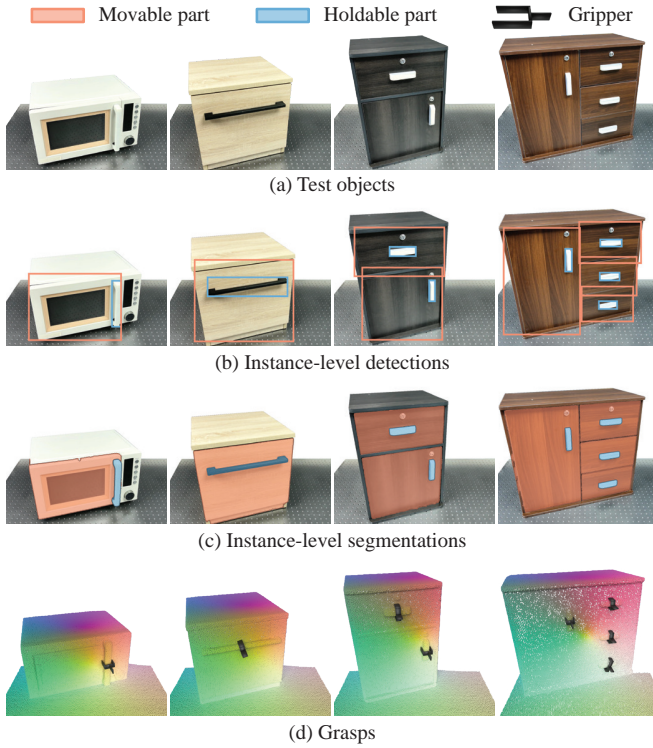 Movable part Holdable part Gripper
(a) Test objects
(b) Instance-level detections
(c) Instance-level segmentations
(d) Grasps